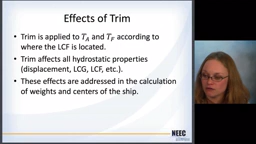 Effects of Trim
• Trim is applied to T_A and T_F according to
where the LCF is located.
• Trim affects all hydrostatic properties
(displacement, LCG, LCF, etc.).
• These effects are addressed in the calculation
of weights and centers of the ship.
NEEC